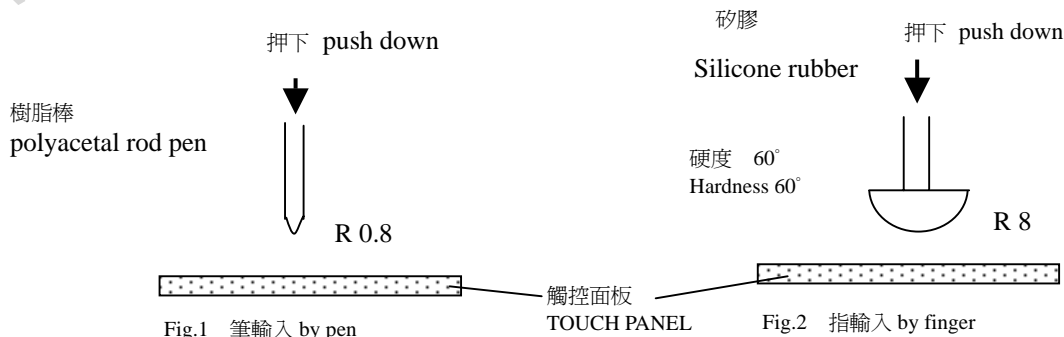 押下 push down
樹脂棒
polyacetal rod pen
R 0.8
Fig.1 筆輸入 by pen
觸控面板
TOUCH PANEL
矽膠
Silicone rubber
押下 push down
硬度 60°
Hardness 60°
R 8
Fig.2 指輸入 by finger